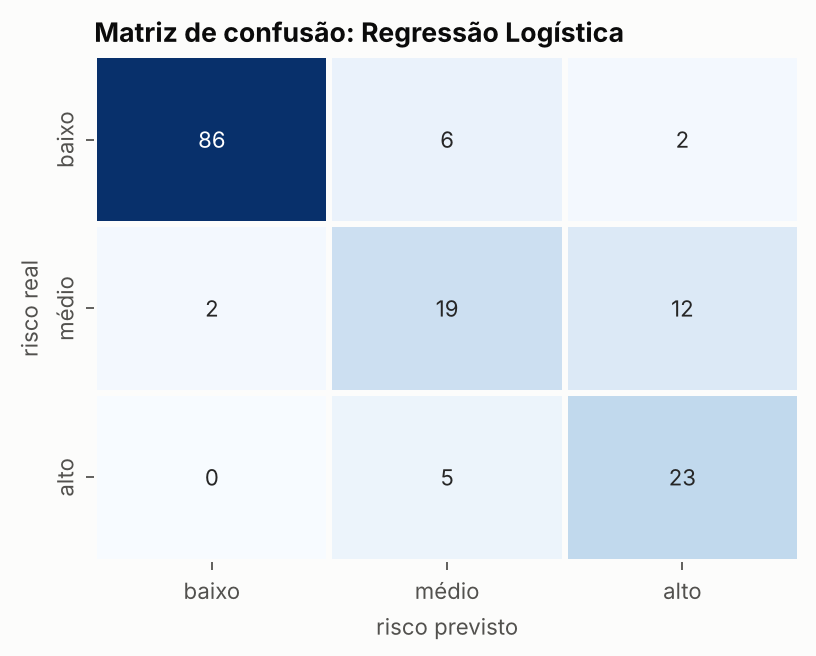 Matriz de confusão: Regressão Logística
risco real
baixo
86
6
2
médio
2
19
12
alto
0
5
23
baixo
médio
alto
risco previsto